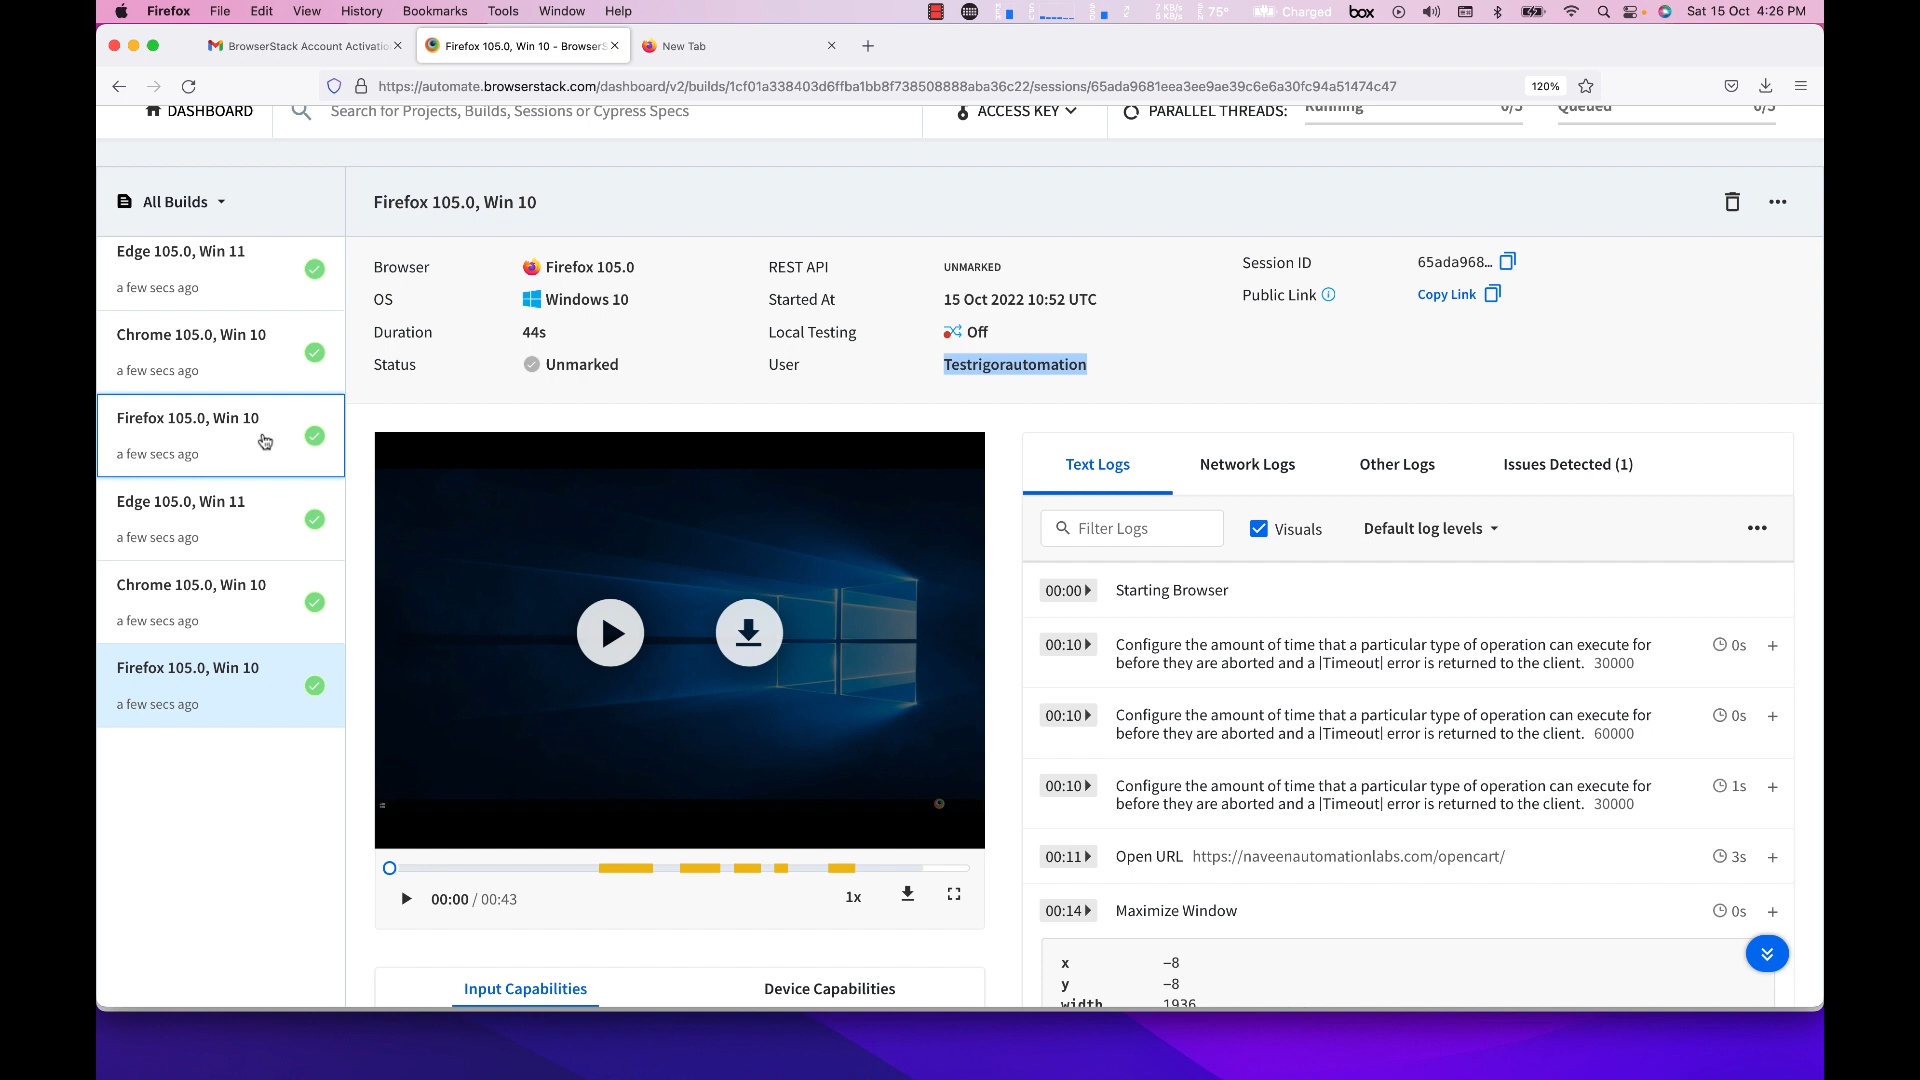 Firefox File Edit View History Bookmarks Tools Window Help 75° Charged box Sat 15 Oct 4:26 PM
BrowserStack Account Activatio Firefox 105.0, Win 10 - BrowserS New Tab
https://automate.browserstack.com/dashboard/v2/builds/1cf01a338403d6ffba1bb8f738508888aba36c22/sessions/65ada9681eea3ee9ae39c6e6a30fc94a51474c47 120%
DASHBOARD Search for Projects, Builds, Sessions or Cypress Specs ACCESS KEY PARALLEL THREADS: Running 0/5 Queued 0/5
All Builds Firefox 105.0, Win 10
Edge 105.0, Win 11
a few secs ago
Chrome 105.0, Win 10
a few secs ago
Firefox 105.0, Win 10
a few secs ago
Edge 105.0, Win 11
a few secs ago
Chrome 105.0, Win 10
a few secs ago
Firefox 105.0, Win 10
a few secs ago
Browser Firefox 105.0 REST API UNMARKED Session ID 65ada968...
OS Windows 10 Started At 15 Oct 2022 10:52 UTC Public Link Copy Link
Duration 44s Local Testing Off
Status Unmarked User Testrigorautomation
00:00 / 00:43 1x
Input Capabilities Device Capabilities
Text Logs Network Logs Other Logs Issues Detected (1)
Filter Logs Visuals Default log levels
00:00 Starting Browser
00:10 Configure the amount of time that a particular type of operation can execute for 0s
before they are aborted and a |Timeout| error is returned to the client. 30000
00:10 Configure the amount of time that a particular type of operation can execute for 0s
before they are aborted and a |Timeout| error is returned to the client. 60000
00:10 Configure the amount of time that a particular type of operation can execute for 1s
before they are aborted and a |Timeout| error is returned to the client. 30000
00:11 Open URL https://naveenautomationlabs.com/opencart/ 3s
00:14 Maximize Window 0s
x -8
y -8
width 1936